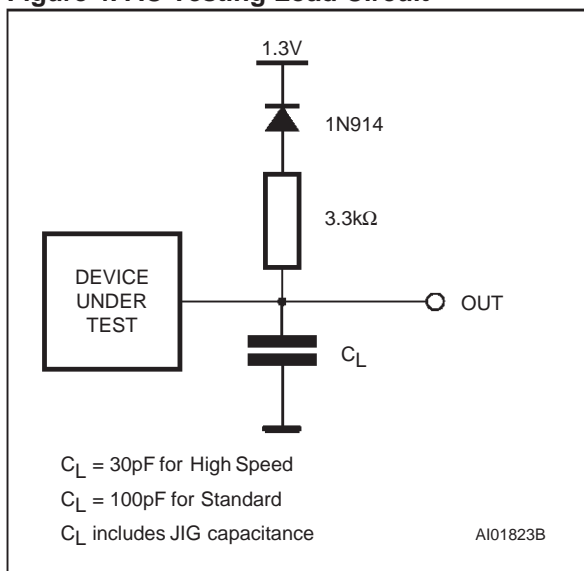 Figure AC Testing Load Circuit
1.3V
1N914
3.3kΩ
DEVICE
UNDER
TEST
OUT
CL
CL = 30pF for High Speed
CL = 100pF for Standard
CL includes JIG capacitance
AI01823B